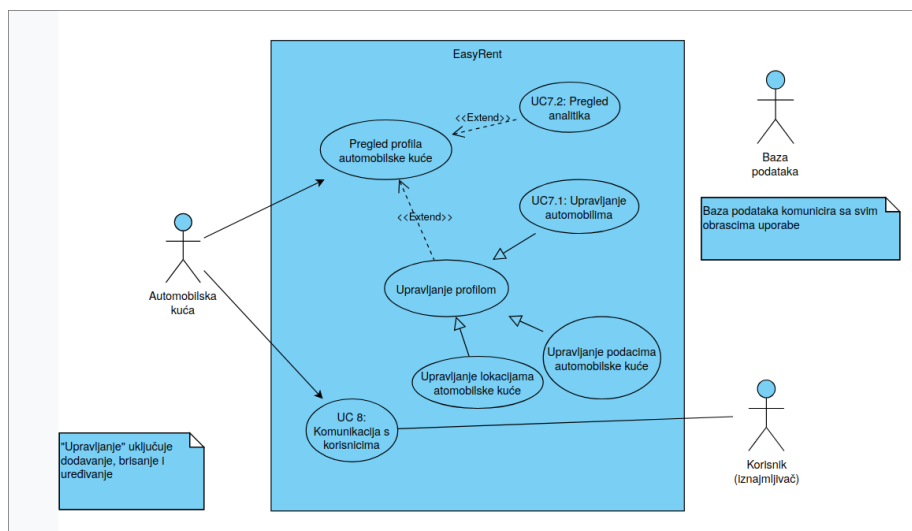 EasyRent
UC7.2: Pregled
analitika
<<Extend>>
Pregled profila
automobilske kuće
Baza
podataka
UC7.1: Upravljanje
automobilima
Baza podataka komunicira sa svim
obrascima uporabe
<<Extend>>
Automobilska
kuća
Upravljanje profilom
Upravljanje podacima
automobilske kuće
Upravljanje lokacijama
atomobilske kuće
UC 8:
Komunikacija s
korisnicima
"Upravljanje" uključuje
dodavanje, brisanje i
uređivanje
Korisnik
(iznajmljivač)